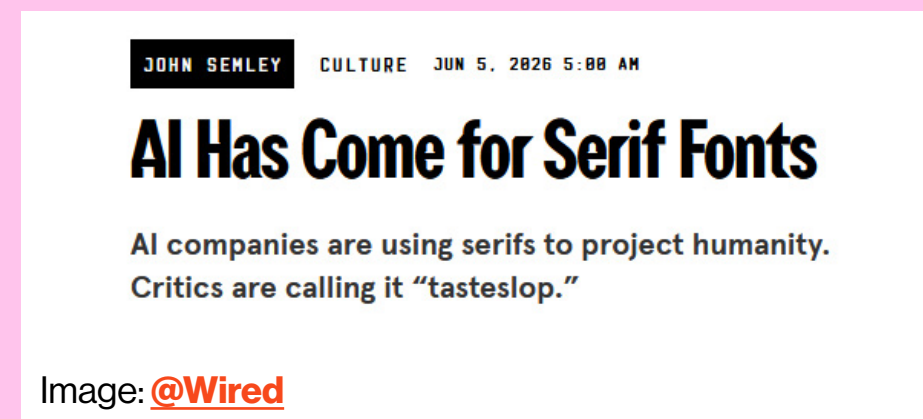 JOHN SEMLEY CULTURE JUN 5, 2026 5:00 AM
AI Has Come for Serif Fonts
AI companies are using serifs to project humanity.
Critics are calling it “tasteslop.”
Image: @Wired